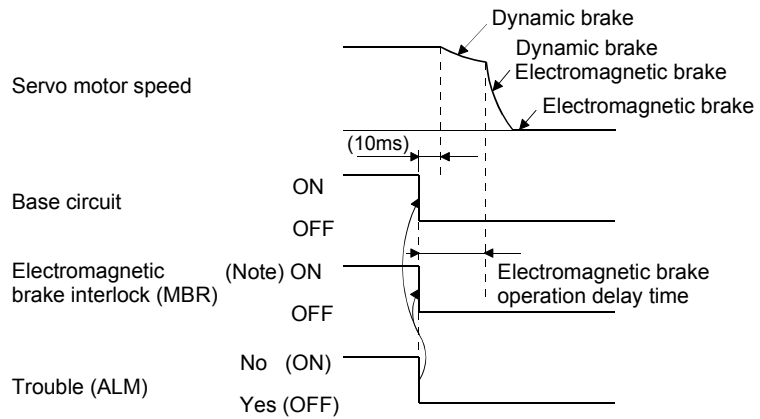 Dynamic brake
Dynamic brake
Electromagnetic brake
Servo motor speed
Electromagnetic brake
(10ms)
ON
Base circuit
OFF
Electromagnetic (Note) ON Electromagnetic brake
brake interlock (MBR) operation delay time
OFF
No (ON)
Trouble (ALM)
Yes (OFF)